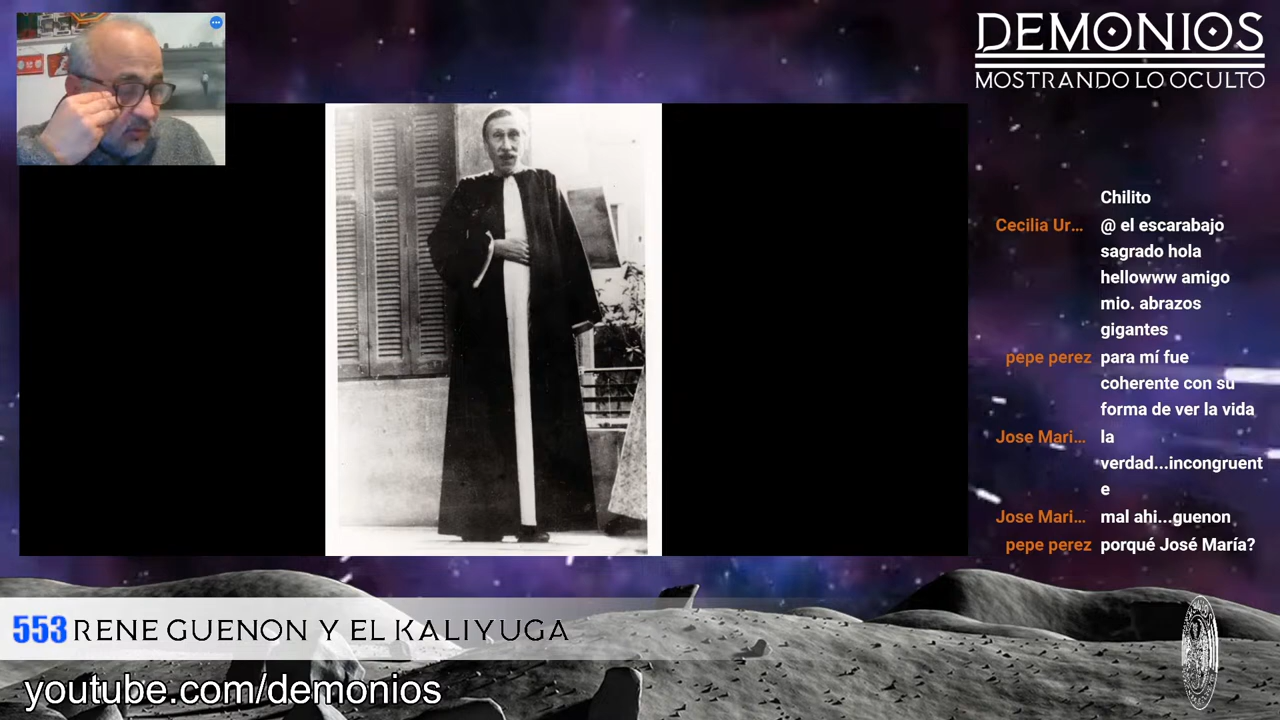 DEMONIOS
MOSTRANDO LO OCULTO
Chilito
Cecilia Ur... @ el escarabajo
sagrado hola
hellowww amigo
mio. abrazos
gigantes
pepe perez para mí fue
coherente con su
forma de ver la vida
Jose Mari... la
verdad...incongruent
e
Jose Mari... mal ahi...guenon
pepe perez porqué José María?
553 RENE GUENON Y EL KALIYUGA
youtube.com/demonios